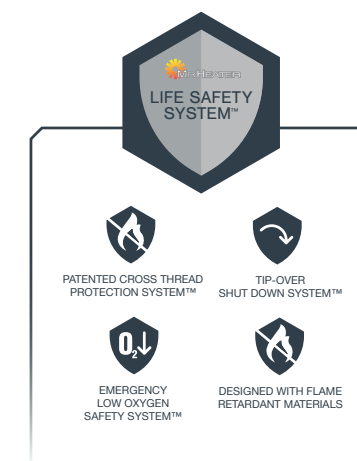 MR.HEATER
LIFE SAFETY
SYSTEM™
PATENTED CROSS THREAD
PROTECTION SYSTEM™
TIP-OVER
SHUT DOWN SYSTEM™
O₂
EMERGENCY
LOW OXYGEN
SAFETY SYSTEM™
DESIGNED WITH FLAME
RETARDANT MATERIALS